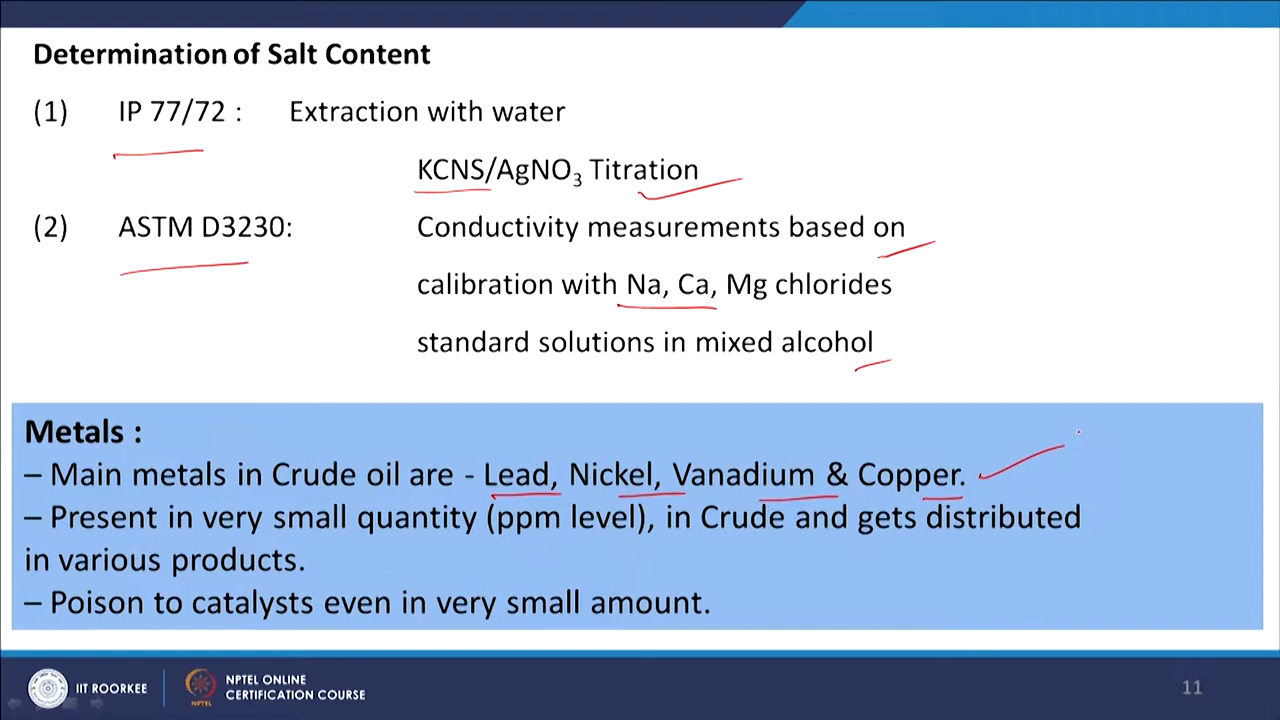 Determination of Salt Content
(1) IP 77/72 : Extraction with water
KCNS/AgNO₃ Titration
(2) ASTM D3230: Conductivity measurements based on
calibration with Na, Ca, Mg chlorides
standard solutions in mixed alcohol
Metals :
– Main metals in Crude oil are - Lead, Nickel, Vanadium & Copper.
– Present in very small quantity (ppm level), in Crude and gets distributed
in various products.
– Poison to catalysts even in very small amount.
IIT ROORKEE
NPTEL
NPTEL ONLINE
CERTIFICATION COURSE
11